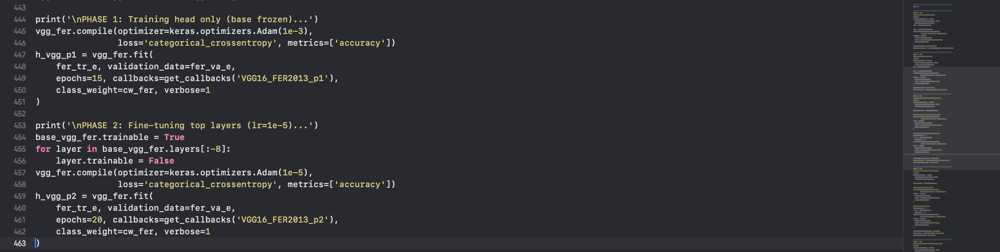 443
444 print('\nPHASE 1: Training head only (base frozen)...')
445 vgg_fer.compile(optimizer=keras.optimizers.Adam(1e-3),
446                 loss='categorical_crossentropy', metrics=['accuracy'])
447 h_vgg_p1 = vgg_fer.fit(
448     fer_tr_e, validation_data=fer_va_e,
449     epochs=15, callbacks=get_callbacks('VGG16_FER2013_p1'),
450     class_weight=cw_fer, verbose=1
451 )
452
453 print('\nPHASE 2: Fine-tuning top layers (lr=1e-5)...')
454 base_vgg_fer.trainable = True
455 for layer in base_vgg_fer.layers[:-8]:
456     layer.trainable = False
457 vgg_fer.compile(optimizer=keras.optimizers.Adam(1e-5),
458                 loss='categorical_crossentropy', metrics=['accuracy'])
459 h_vgg_p2 = vgg_fer.fit(
460     fer_tr_e, validation_data=fer_va_e,
461     epochs=20, callbacks=get_callbacks('VGG16_FER2013_p2'),
462     class_weight=cw_fer, verbose=1
463 )